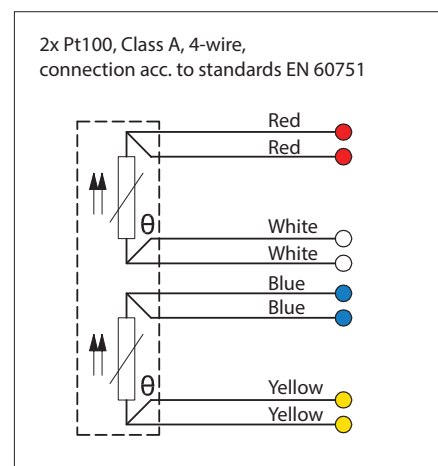 2x Pt100, Class A, 4-wire,
connection acc. to standards EN 60751
Red
Red
θ
White
White
Blue
Blue
θ
Yellow
Yellow